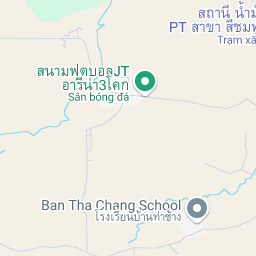 สถานี น้ำมั
PT สาขา สีชมพ
Trạm xă
สนามฟุตบอลJT
อารีน่า3โคก
Sân bóng đá
Ban Tha Chang School
โรงเรียนบ้านท่าช้าง